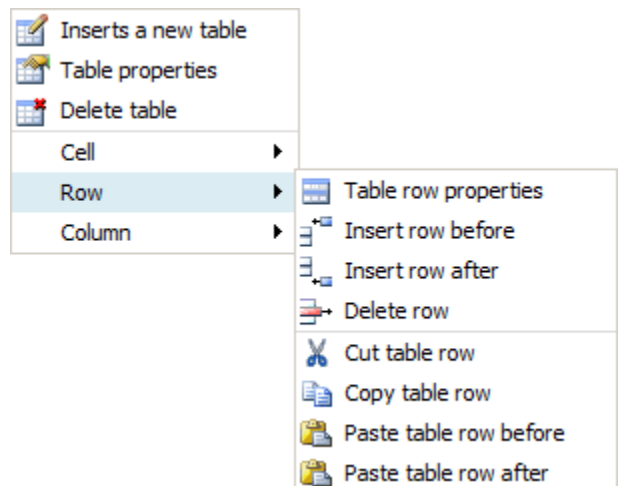 Inserts a new table
Table properties
Delete table
Cell
Row
Column
Table row properties
Insert row before
Insert row after
Delete row
Cut table row
Copy table row
Paste table row before
Paste table row after